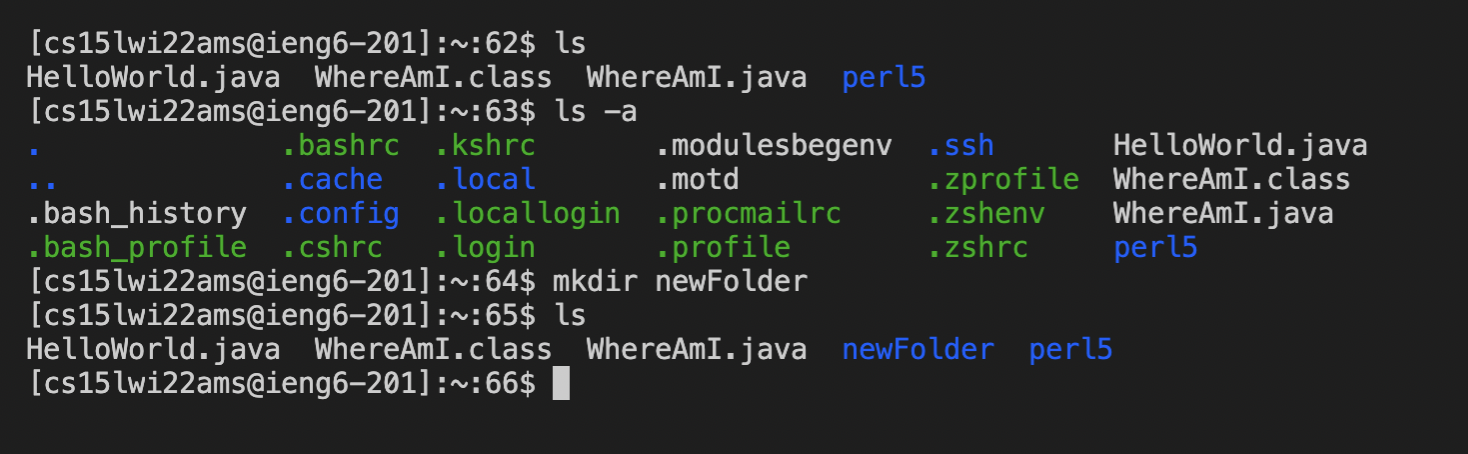 [cs15lwi22ams@ieng6-201]:~:62$ ls
HelloWorld.java  WhereAmI.class  WhereAmI.java  perl5
[cs15lwi22ams@ieng6-201]:~:63$ ls -a
.              .bashrc  .kshrc       .modulesbegenv  .ssh       HelloWorld.java
..             .cache   .local       .motd           .zprofile  WhereAmI.class
.bash_history  .config  .locallogin  .procmailrc     .zshenv    WhereAmI.java
.bash_profile  .cshrc   .login       .profile        .zshrc     perl5
[cs15lwi22ams@ieng6-201]:~:64$ mkdir newFolder
[cs15lwi22ams@ieng6-201]:~:65$ ls
HelloWorld.java  WhereAmI.class  WhereAmI.java  newFolder  perl5
[cs15lwi22ams@ieng6-201]:~:66$